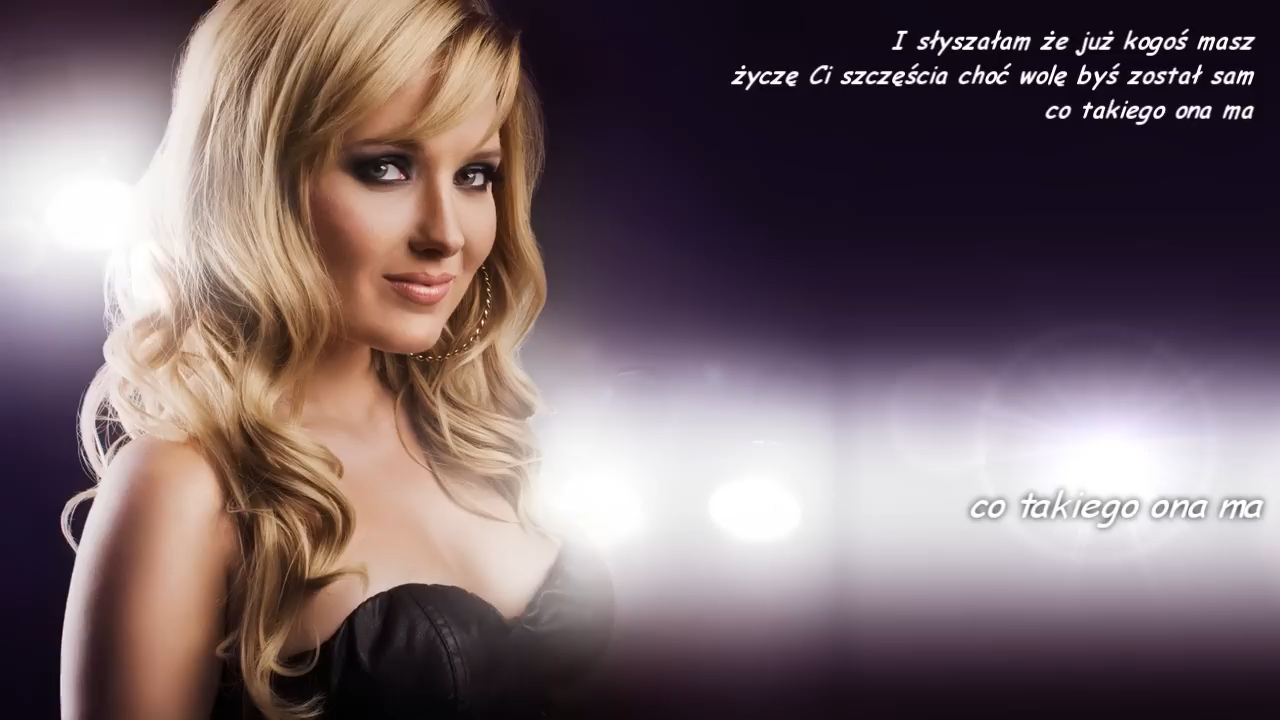 I słyszałam że już kogoś masz
życzę Ci szczęścia choć wolę byś został sam
co takiego ona ma
co takiego ona ma